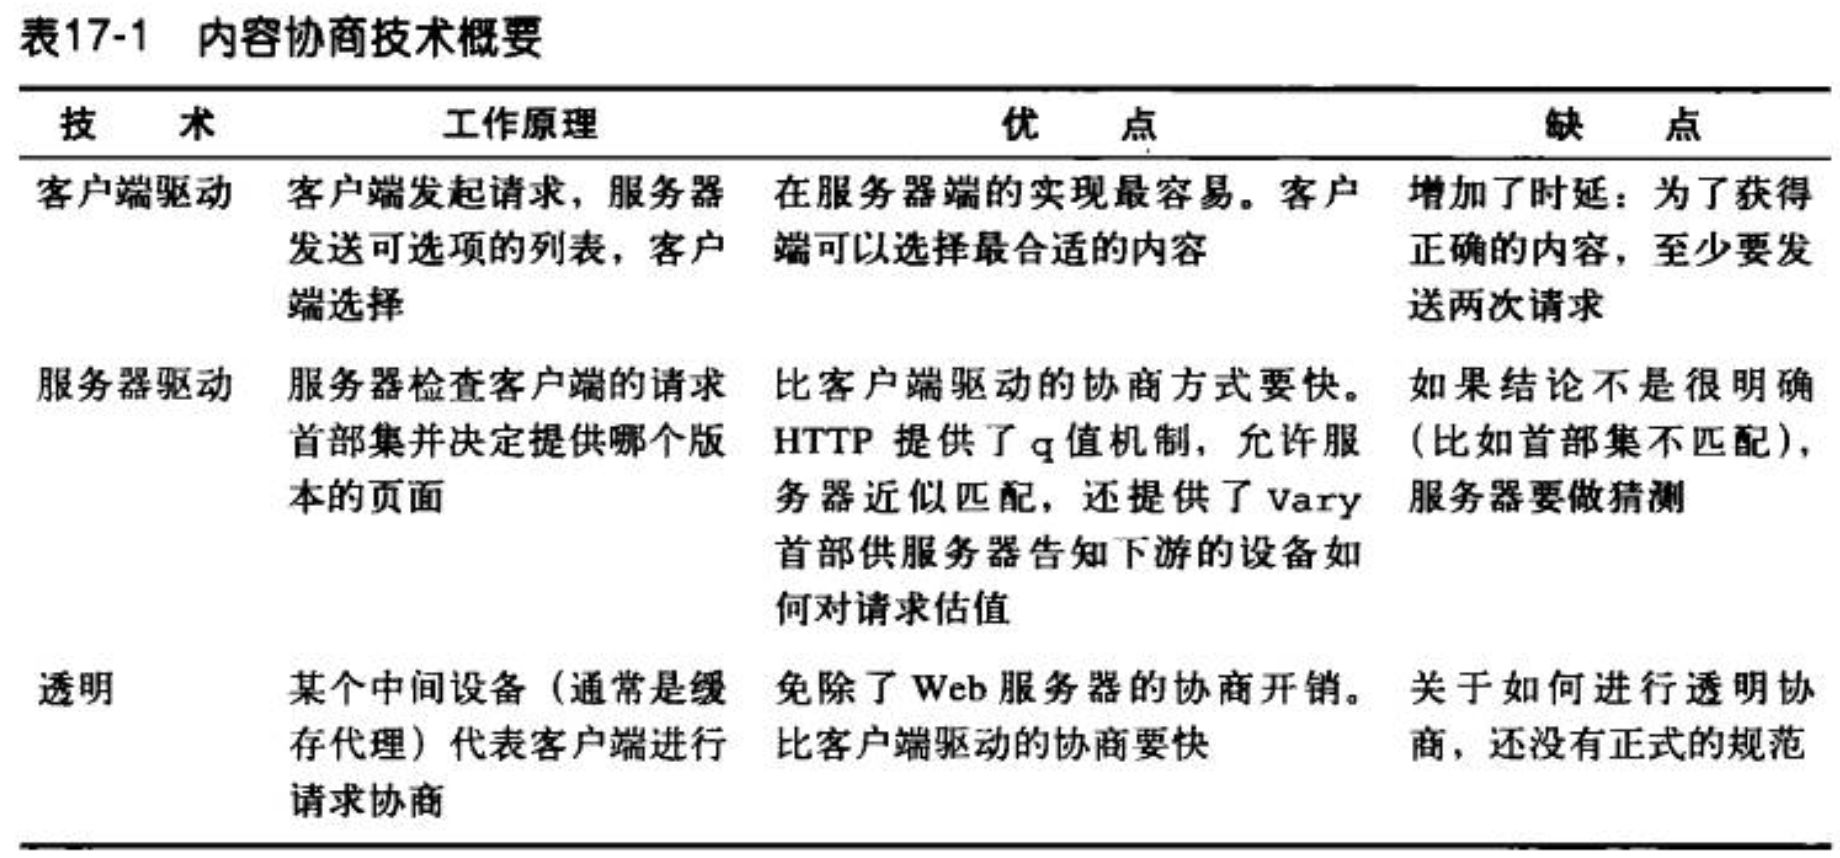 表17-1 内容协商技术概要
技 术 工作原理 优 点 缺 点
客户端驱动 客户端发起请求，服务器 在服务器端的实现最容易。客户 增加了时延：为了获得
发送可选项的列表，客户 端可以选择最合适的内容 正确的内容，至少要发
端选择 送两次请求
服务器驱动 服务器检查客户端的请求 比客户端驱动的协商方式要快。 如果结论不是很明确
首部集并决定提供哪个版 HTTP 提供了 q 值机制，允许服 （比如首部集不匹配），
本的页面 务器近似匹配，还提供了 Vary 服务器要做猜测
首部供服务器告知下游的设备如
何对请求估值
透明 某个中间设备（通常是缓 免除了 Web 服务器的协商开销。 关于如何进行透明协
存代理）代表客户端进行 比客户端驱动的协商要快 商，还没有正式的规范
请求协商